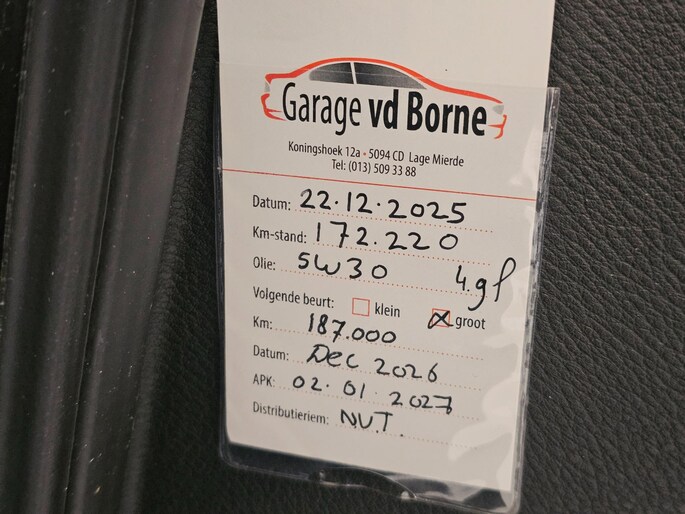 Garage vd Borne
Koningshoek 12a • 5094 CD Lage Mierde
Tel: (013) 509 33 88
Datum: 22.12.2025
Km-stand: 172.220
Olie: 5W30 4.9l
Volgende beurt: klein groot
Km: 187.000
Datum: Dec 2026
APK: 02.01.2027
Distributieriem: N.V.T.